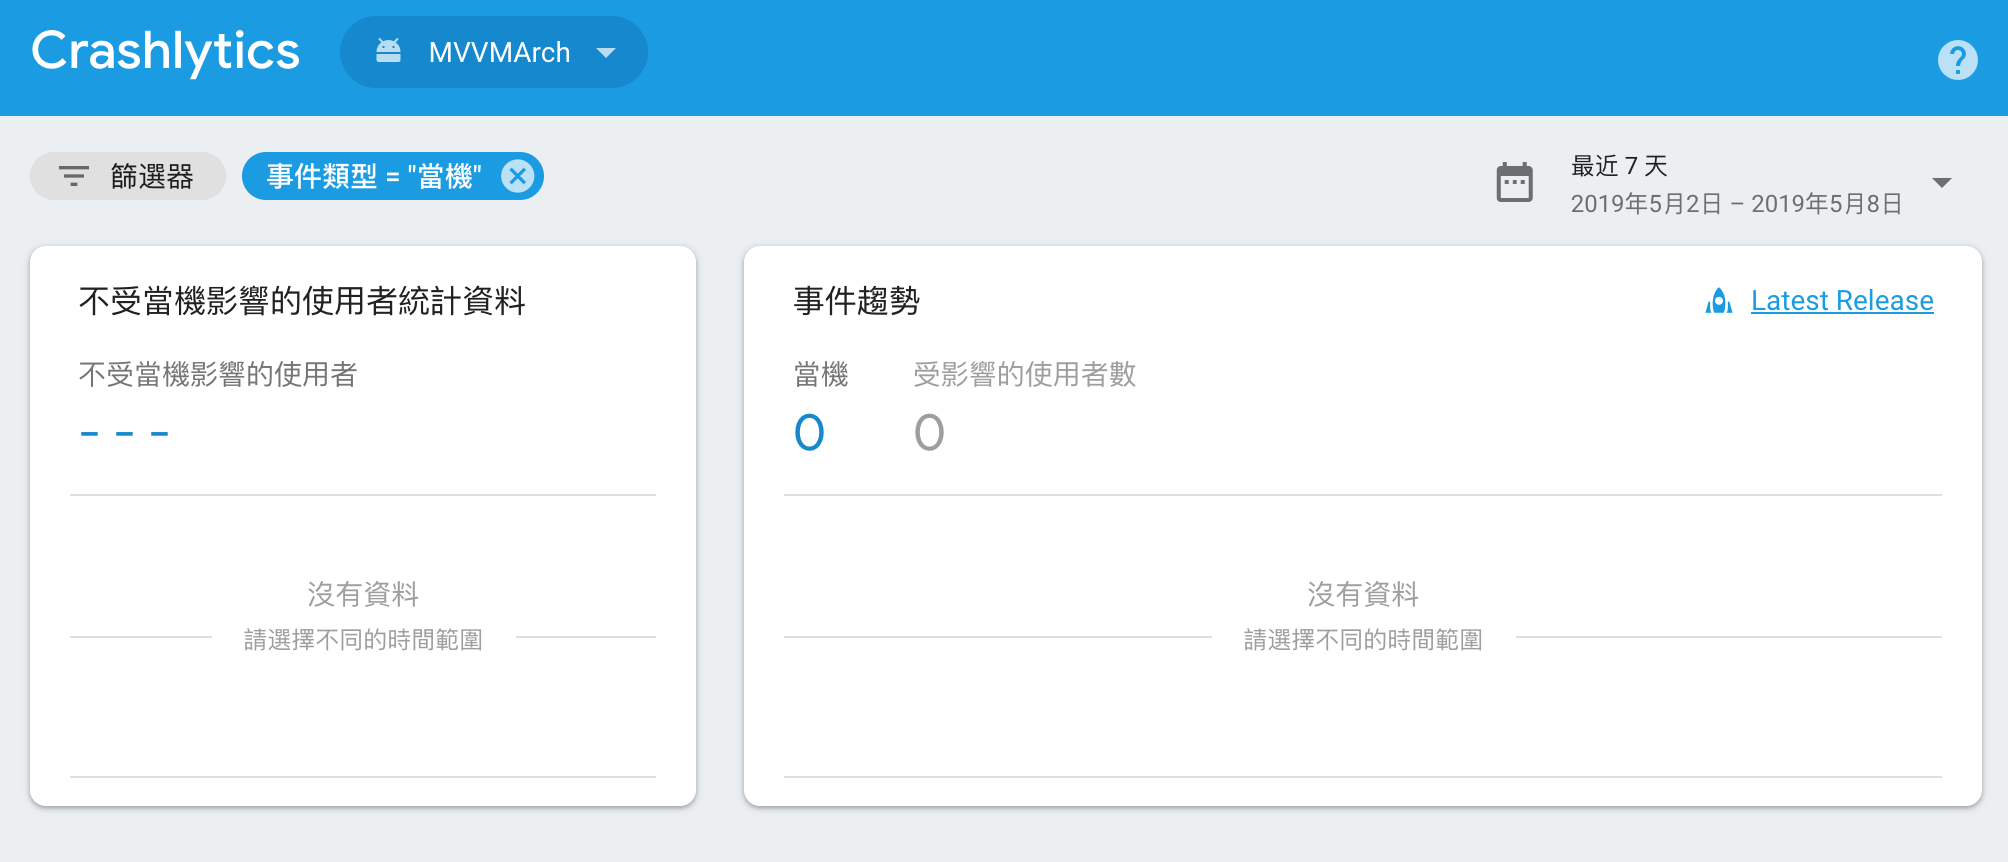 Crashlytics
MVVMArch
篩選器
事件類型 = "當機"
最近 7 天
2019年5月2日 – 2019年5月8日
不受當機影響的使用者統計資料
不受當機影響的使用者
- - -
沒有資料
請選擇不同的時間範圍
事件趨勢
Latest Release
當機
受影響的使用者數
0
0
沒有資料
請選擇不同的時間範圍